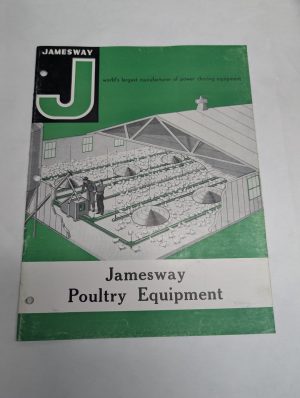 JAMESWAY
J
world's largest manufacturer of power choring equipment
Jamesway
Poultry Equipment